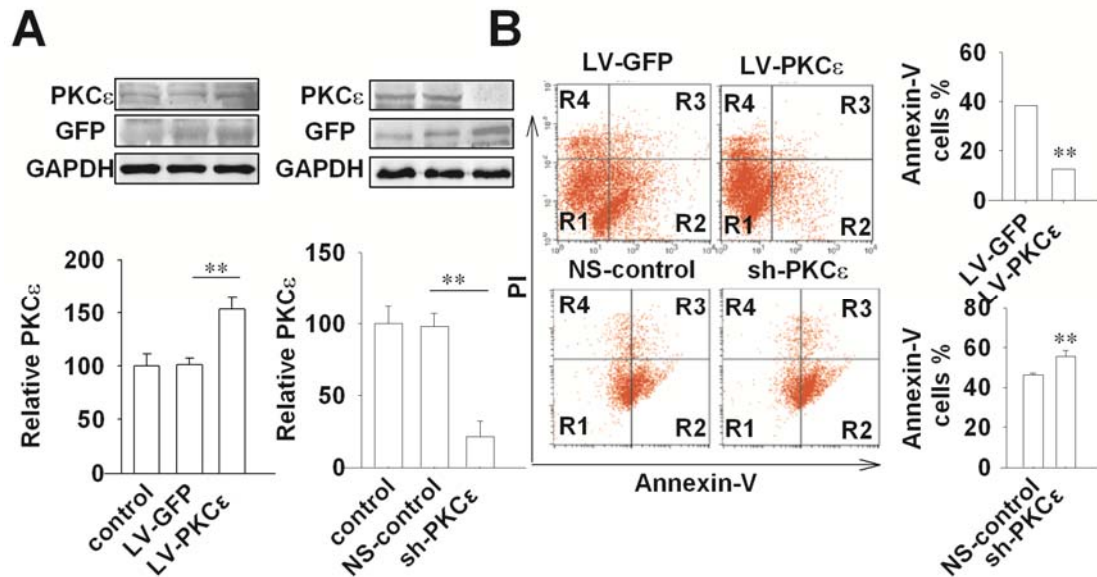 A
PKCε
GFP
GAPDH
PKCε
GFP
GAPDH
Relative PKCε
200
150
100
50
0
**
control
LV-GFP
LV-PKCε
Relative PKCε
150
100
50
0
**
control
NS-control
sh-PKCε
B
LV-GFP
LV-PKCε
R4
R3
R1
R2
R4
R3
R1
R2
NS-control
sh-PKCε
R4
R3
R1
R2
R4
R3
R1
R2
PI
Annexin-V
Annexin-V
cells %
60
40
20
0
**
LV-GFP
LV-PKCε
Annexin-V
cells %
80
60
40
20
0
**
NS-control
sh-PKCε